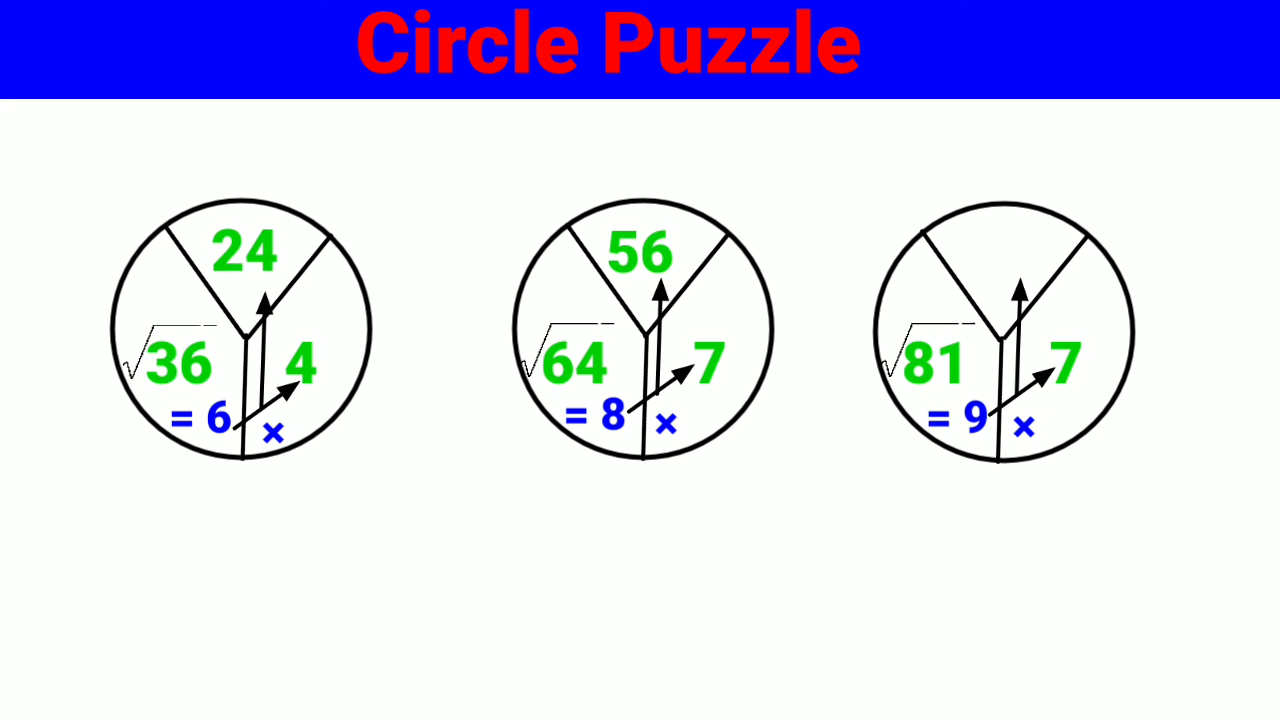 Circle Puzzle
24
√36 4
= 6 ×
56
√64 7
= 8 ×
√81 7
= 9 ×